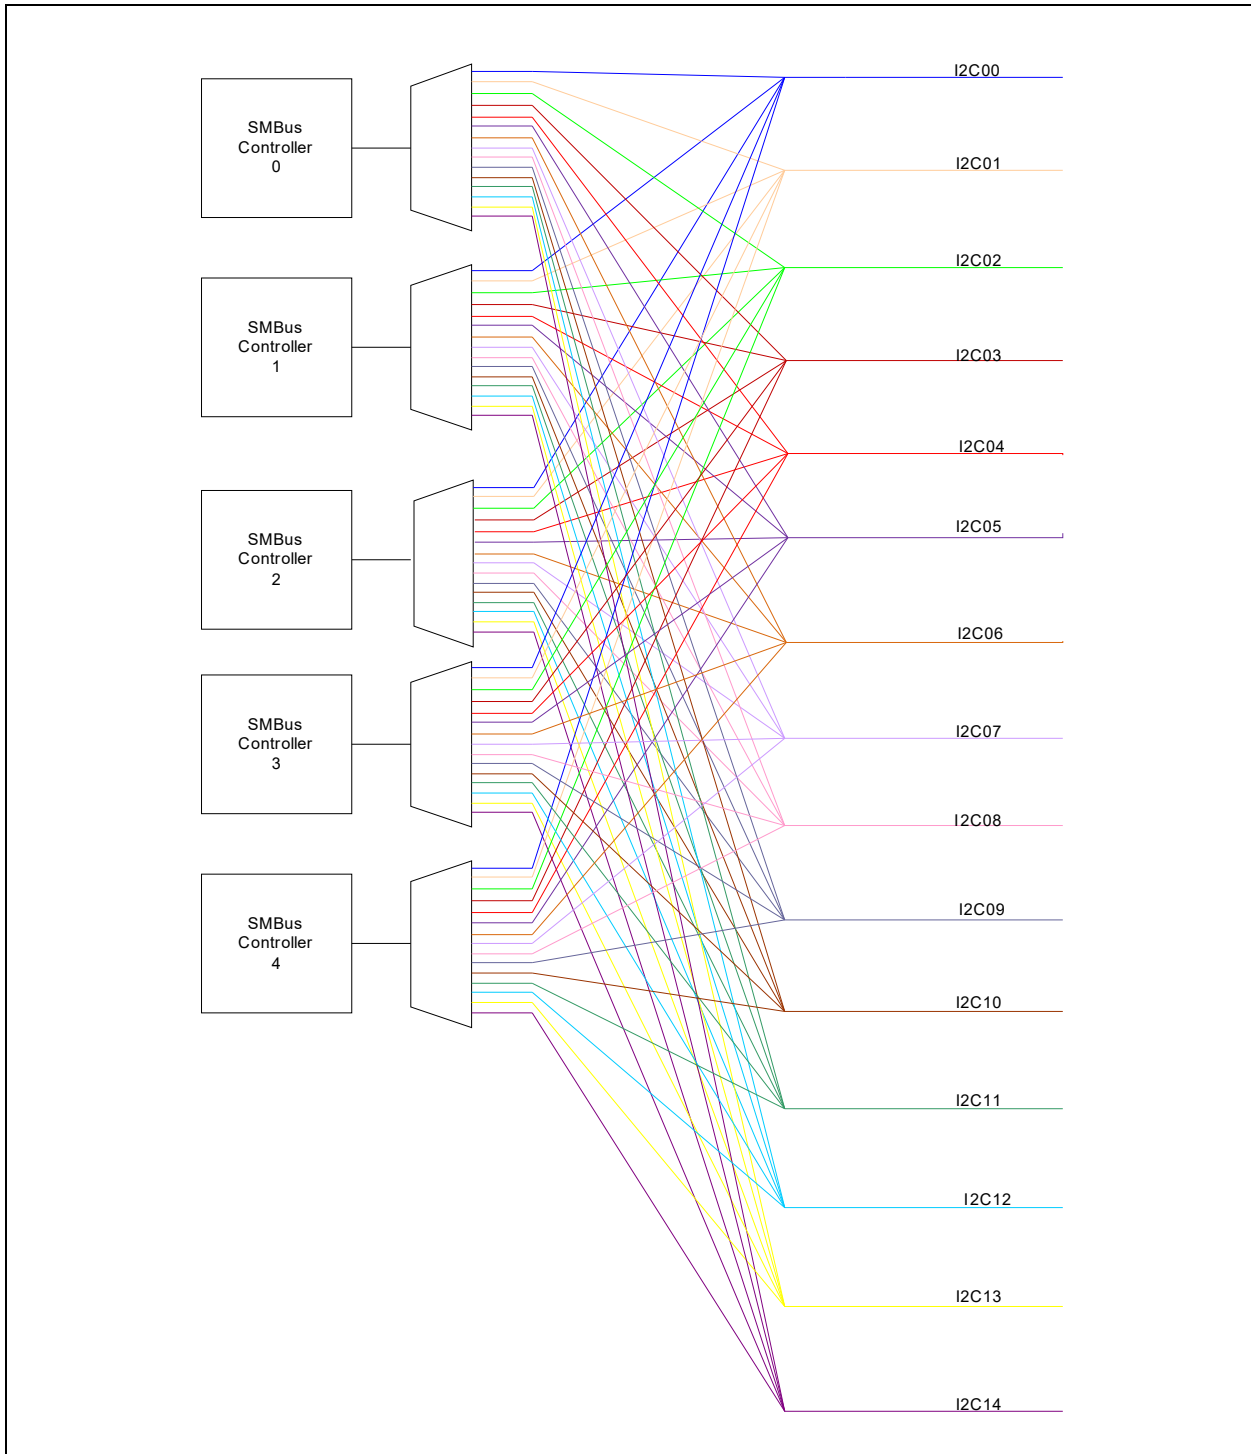 SMBus
Controller
0
SMBus
Controller
1
SMBus
Controller
2
SMBus
Controller
3
SMBus
Controller
4
I2C00
I2C01
I2C02
I2C03
I2C04
I2C05
I2C06
I2C07
I2C08
I2C09
I2C10
I2C11
I2C12
I2C13
I2C14